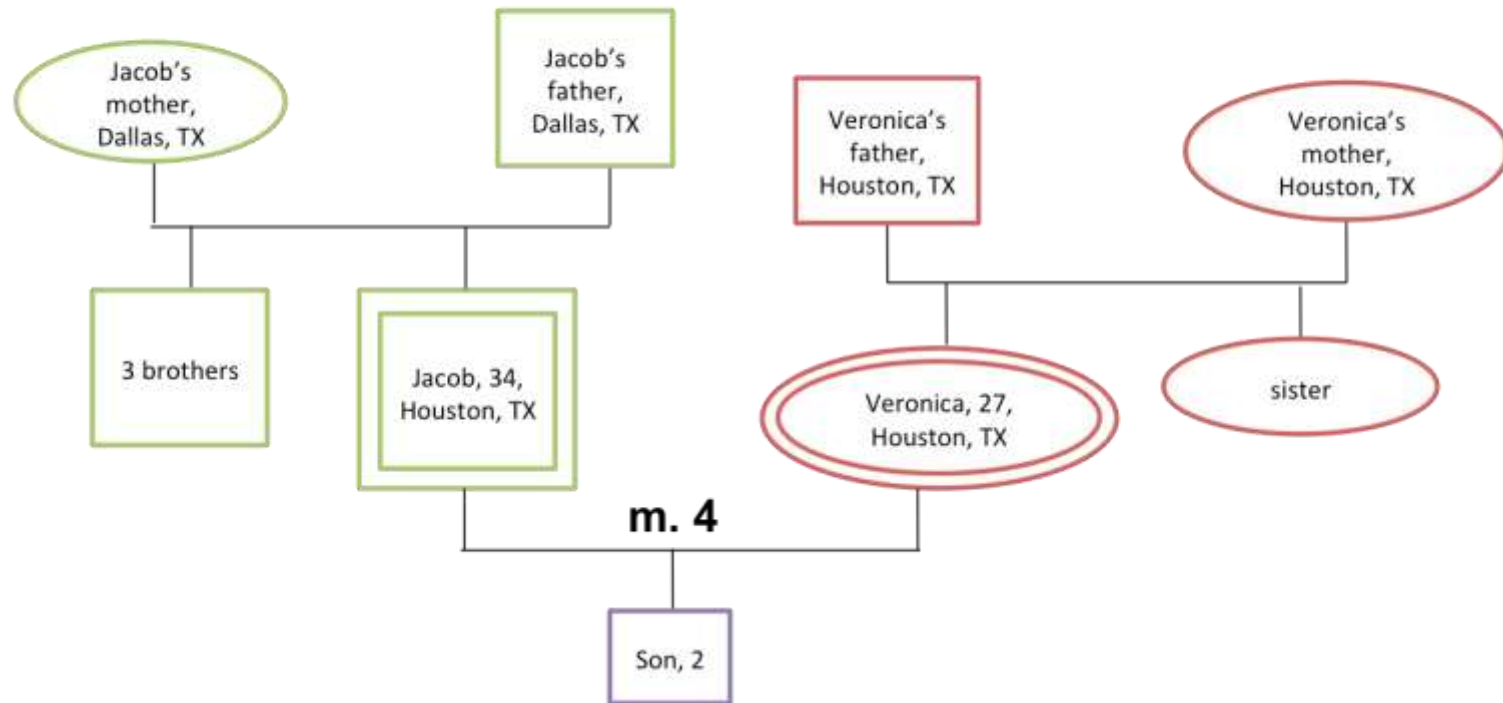 Jacob's
mother,
Dallas, TX
Jacob's
father,
Dallas, TX
Veronica's
father,
Houston, TX
Veronica's
mother,
Houston, TX
3 brothers
Jacob, 34,
Houston, TX
Veronica, 27,
Houston, TX
sister
m. 4
Son, 2